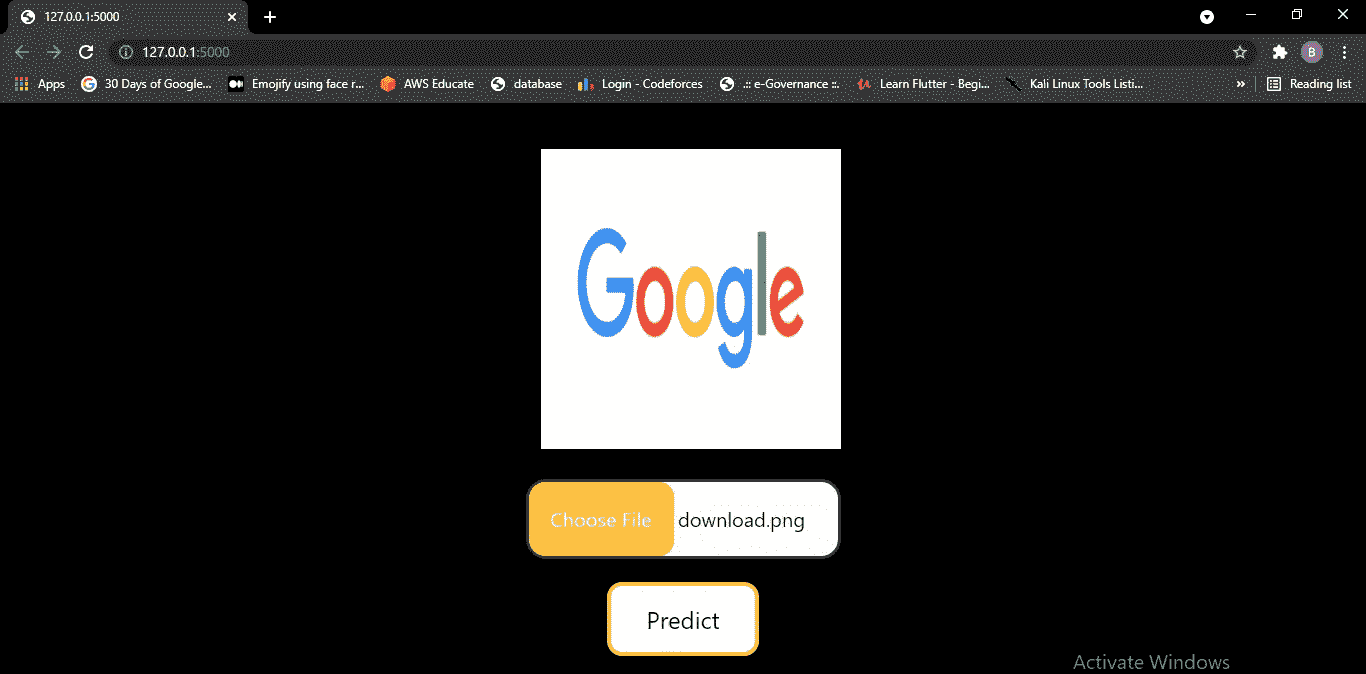 127.0.0.1:5000
127.0.0.1:5000
B
Apps 30 Days of Google... Emojify using face r... AWS Educate database Login - Codeforces .:: e-Governance ::. Learn Flutter - Begi... Kali Linux Tools Listi... » Reading list
Google
Choose File download.png
Predict
Activate Windows